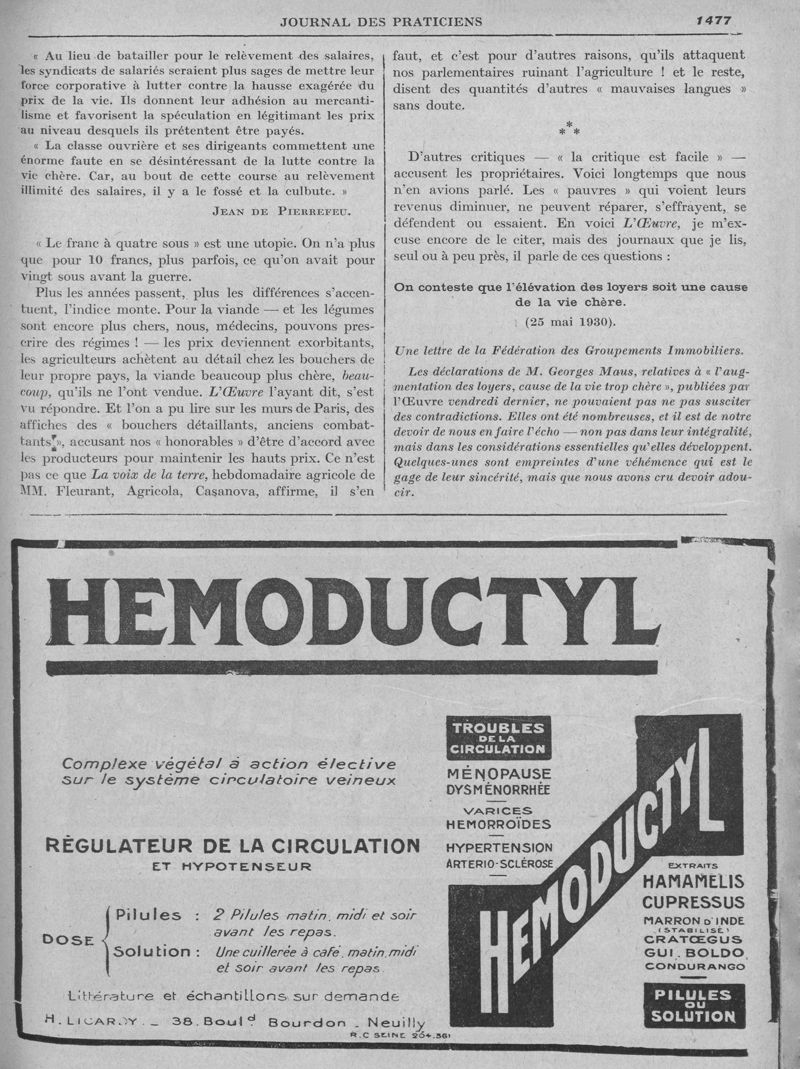 JOURNAL DES PRATICIENS
1477
« Au lieu de batailler pour le relèvement des salaires,
les syndicats de salariés seraient plus sages de mettre leur
force corporative à lutter contre la hausse exagérée du
prix de la vie. Ils donnent leur adhésion au mercanti-
lisme et favorisent la spéculation en légitimant les prix
au niveau desquels ils prétentent être payés.
« La classe ouvrière et ses dirigeants commettent une
énorme faute en se désintéressant de la lutte contre la
vie chère. Car, au bout de cette course au relèvement
illimité des salaires, il y a le fossé et la culbute. »
JEAN DE PIERREFEU.
« Le franc à quatre sous » est une utopie. On n'a plus
que pour 10 francs, plus parfois, ce qu'on avait pour
vingt sous avant la guerre.
Plus les années passent, plus les différences s'accen-
tuent, l'indice monte. Pour la viande — et les légumes
sont encore plus chers, nous, médecins, pouvons pres-
crire des régimes ! — les prix deviennent exorbitants,
les agriculteurs achètent au détail chez les bouchers de
leur propre pays, la viande beaucoup plus chère, beau-
coup, qu'ils ne l'ont vendue. L'Œuvre l'ayant dit, s'est
vu répondre. Et l'on a pu lire sur les murs de Paris, des
affiches des « bouchers détaillants, anciens combat-
tants », accusant nos « honorables » d'être d'accord avec
les producteurs pour maintenir les hauts prix. Ce n'est
pas ce que La voix de la terre, hebdomadaire agricole de
MM. Fleurant, Agricola, Casanova, affirme, il s'en
faut, et c'est pour d'autres raisons, qu'ils attaquent
nos parlementaires ruinant l'agriculture ! et le reste,
disent des quantités d'autres « mauvaises langues »
sans doute.
*
* *
D'autres critiques — « la critique est facile » —
accusent les propriétaires. Voici longtemps que nous
n'en avions parlé. Les « pauvres » qui voient leurs
revenus diminuer, ne peuvent réparer, s'effrayent, se
défendent ou essaient. En voici L'Œuvre, je m'ex-
cuse encore de le citer, mais des journaux que je lis,
seul ou à peu près, il parle de ces questions :
On conteste que l'élévation des loyers soit une cause
de la vie chère.
(25 mai 1930).
Une lettre de la Fédération des Groupements Immobiliers.
Les déclarations de M. Georges Maus, relatives à « l'aug-
mentation des loyers, cause de la vie trop chère », publiées par
l'Œuvre vendredi dernier, ne pouvaient pas ne pas susciter
des contradictions. Elles ont été nombreuses, et il est de notre
devoir de nous en faire l'écho — non pas dans leur intégralité,
mais dans les considérations essentielles qu'elles développent.
Quelques-unes sont empreintes d'une véhémence qui est le
gage de leur sincérité, mais que nous avons cru devoir adou-
cir.
HEMODUCTYL
Complexe végétal à action élective
sur le système circulatoire veineux
RÉGULATEUR DE LA CIRCULATION
ET HYPOTENSEUR
DOSE
Pilules : 2 Pilules matin, midi et soir
avant les repas.
Solution : Une cuillerée à café, matin, midi
et soir avant les repas
Littérature et échantillons sur demande
H. LICARDY _ 38. Bould Bourdon _ Neuilly
R.C SEINE 204.361
TROUBLES
DE LA
CIRCULATION
MÉNOPAUSE
DYSMÉNORRHÉE
VARICES
HEMORROÏDES
HYPERTENSION
ARTERIO-SCLÉROSE
HEMODUCTYL
EXTRAITS
HAMAMELIS
CUPRESSUS
MARRON D'INDE
(STABILISÉ)
CRATŒGUS
GUI. BOLDO
CONDURANGO
PILULES
OU
SOLUTION